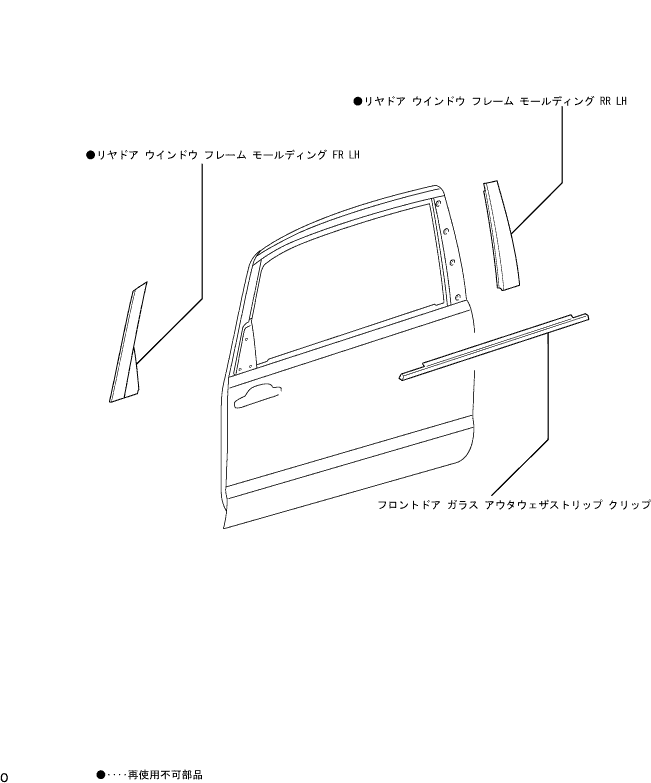 ●リヤドア ウインドウ フレーム モールディング RR LH
●リヤドア ウインドウ フレーム モールディング FR LH
フロントドア ガラス アウタウェザストリップ クリップ
●‥‥再使用不可部品
O